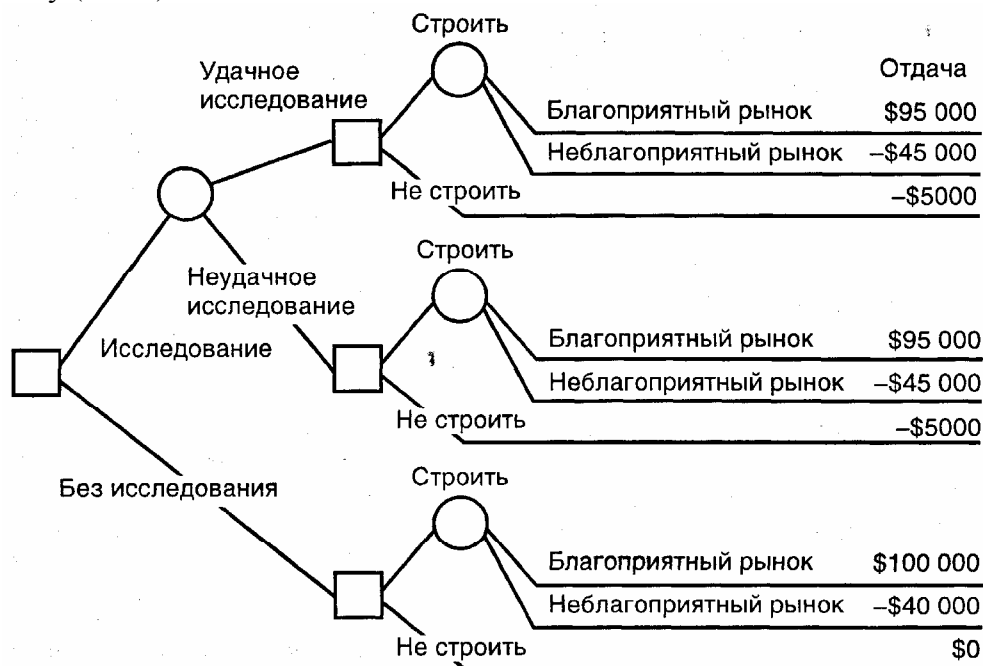 Строить
Удачное
исследование
Отдача
Благоприятный рынок $95 000
Неблагоприятный рынок –$45 000
Не строить –$5000
Строить
Неудачное
исследование
Исследование
Благоприятный рынок $95 000
Неблагоприятный рынок –$45 000
Не строить –$5000
Без исследования
Строить
Благоприятный рынок $100 000
Неблагоприятный рынок –$40 000
Не строить $0